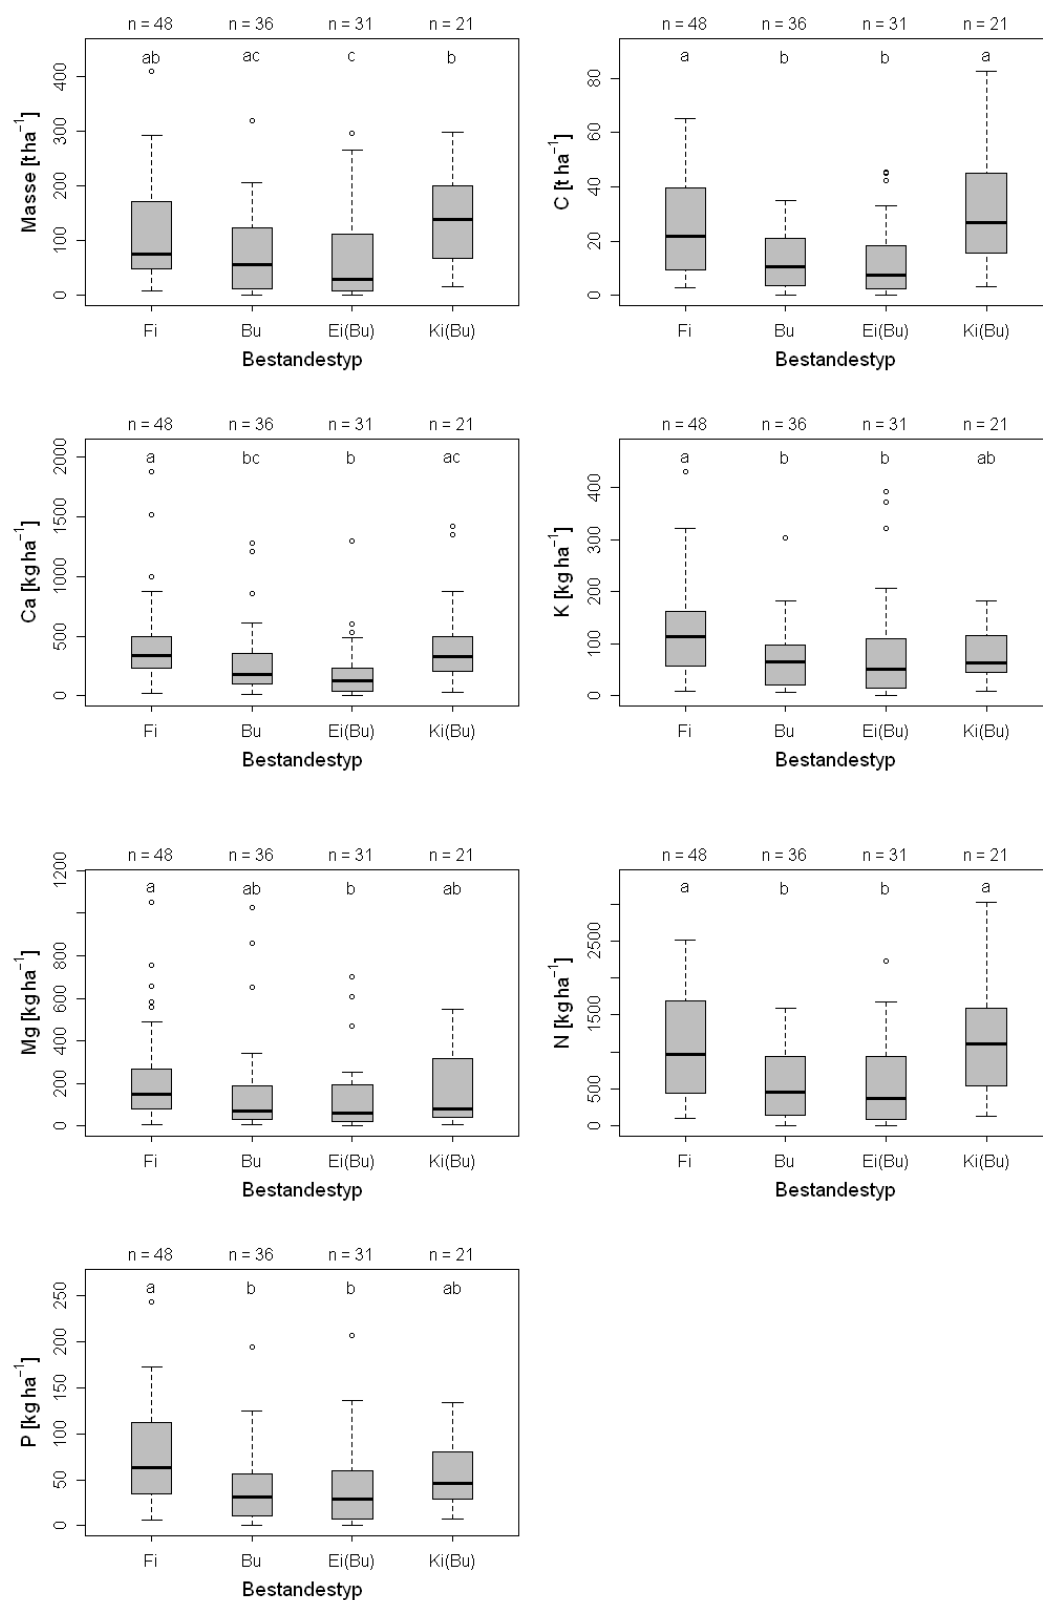 n = 48 n = 36 n = 31 n = 21
ab ac c b
Masse [t ha⁻¹]
400
300
200
100
0
Fi Bu Ei(Bu) Ki(Bu)
Bestandestyp
n = 48 n = 36 n = 31 n = 21
a b b a
C [t ha⁻¹]
80
60
40
20
0
Fi Bu Ei(Bu) Ki(Bu)
Bestandestyp
n = 48 n = 36 n = 31 n = 21
a bc b ac
Ca [kg ha⁻¹]
2000
1500
1000
500
0
Fi Bu Ei(Bu) Ki(Bu)
Bestandestyp
n = 48 n = 36 n = 31 n = 21
a b b ab
K [kg ha⁻¹]
400
300
200
100
0
Fi Bu Ei(Bu) Ki(Bu)
Bestandestyp
n = 48 n = 36 n = 31 n = 21
a ab b ab
Mg [kg ha⁻¹]
1200
800
600
400
200
0
Fi Bu Ei(Bu) Ki(Bu)
Bestandestyp
n = 48 n = 36 n = 31 n = 21
a b b a
N [kg ha⁻¹]
2500
1500
500
0
Fi Bu Ei(Bu) Ki(Bu)
Bestandestyp
n = 48 n = 36 n = 31 n = 21
a b b ab
P [kg ha⁻¹]
250
200
150
100
50
0
Fi Bu Ei(Bu) Ki(Bu)
Bestandestyp